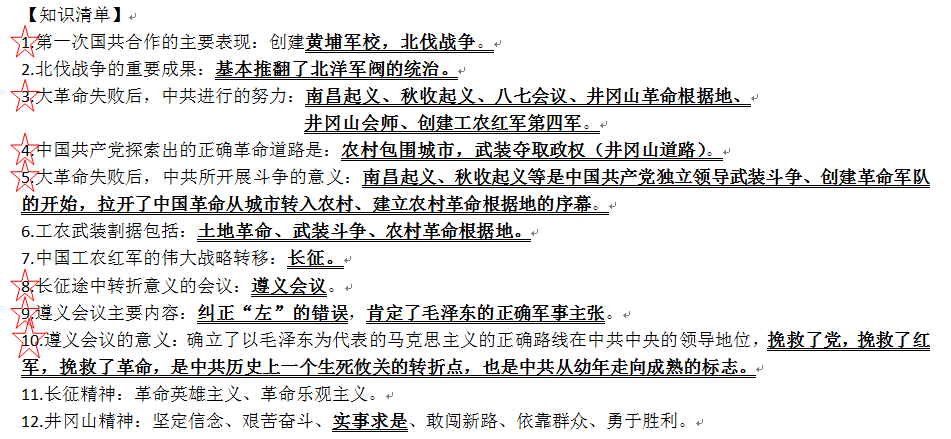 【知识清单】
1.第一次国共合作的主要表现：创建黄埔军校，北伐战争。
2.北伐战争的重要成果：基本推翻了北洋军阀的统治。
3.大革命失败后，中共进行的努力：南昌起义、秋收起义、八七会议、井冈山革命根据地、
井冈山会师、创建工农红军第四军。
4.中国共产党探索出的正确革命道路是：农村包围城市，武装夺取政权（井冈山道路）。
5.大革命失败后，中共所开展斗争的意义：南昌起义、秋收起义等是中国共产党独立领导武装斗争、创建革命军队
的开始，拉开了中国革命从城市转入农村、建立农村革命根据地的序幕。
6.工农武装割据包括：土地革命、武装斗争、农村革命根据地。
7.中国工农红军的伟大战略转移：长征。
8.长征途中转折意义的会议：遵义会议。
9.遵义会议主要内容：纠正“左”的错误，肯定了毛泽东的正确军事主张。
10.遵义会议的意义：确立了以毛泽东为代表的马克思主义的正确路线在中共中央的领导地位，挽救了党，挽救了红
军，挽救了革命，是中共历史上一个生死攸关的转折点，也是中共从幼年走向成熟的标志。
11.长征精神：革命英雄主义、革命乐观主义。
12.井冈山精神：坚定信念、艰苦奋斗、实事求是、敢闯新路、依靠群众、勇于胜利。